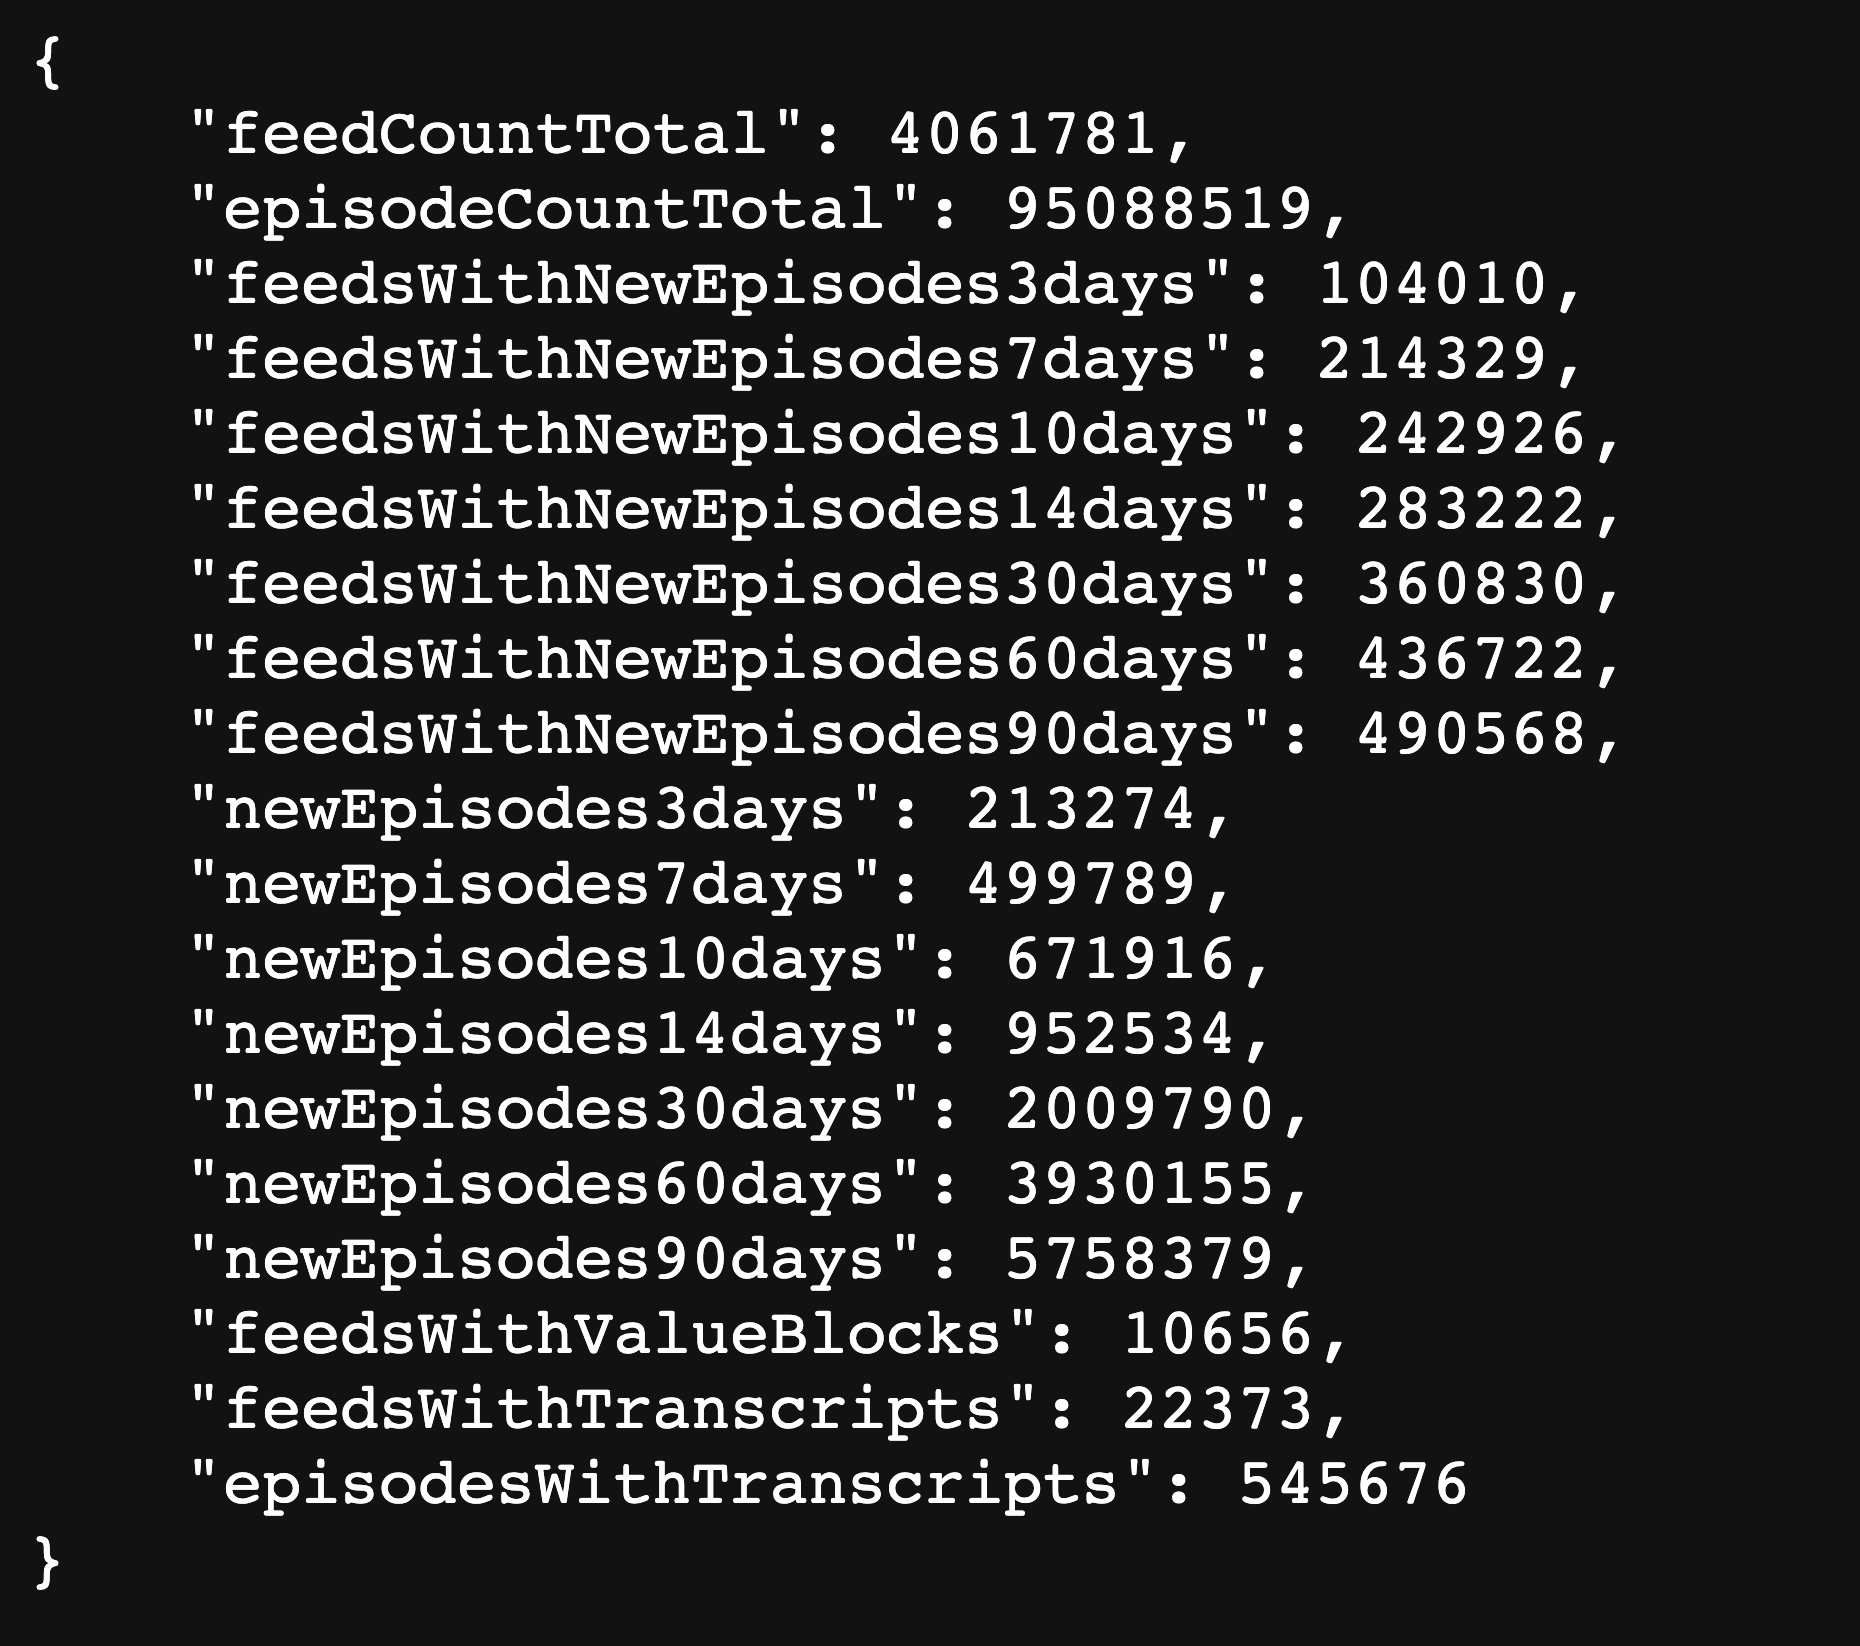 {
"feedCountTotal": 4061781,
"episodeCountTotal": 95088519,
"feedsWithNewEpisodes3days": 104010,
"feedsWithNewEpisodes7days": 214329,
"feedsWithNewEpisodes10days": 242926,
"feedsWithNewEpisodes14days": 283222,
"feedsWithNewEpisodes30days": 360830,
"feedsWithNewEpisodes60days": 436722,
"feedsWithNewEpisodes90days": 490568,
"newEpisodes3days": 213274,
"newEpisodes7days": 499789,
"newEpisodes10days": 671916,
"newEpisodes14days": 952534,
"newEpisodes30days": 2009790,
"newEpisodes60days": 3930155,
"newEpisodes90days": 5758379,
"feedsWithValueBlocks": 10656,
"feedsWithTranscripts": 22373,
"episodesWithTranscripts": 545676
}